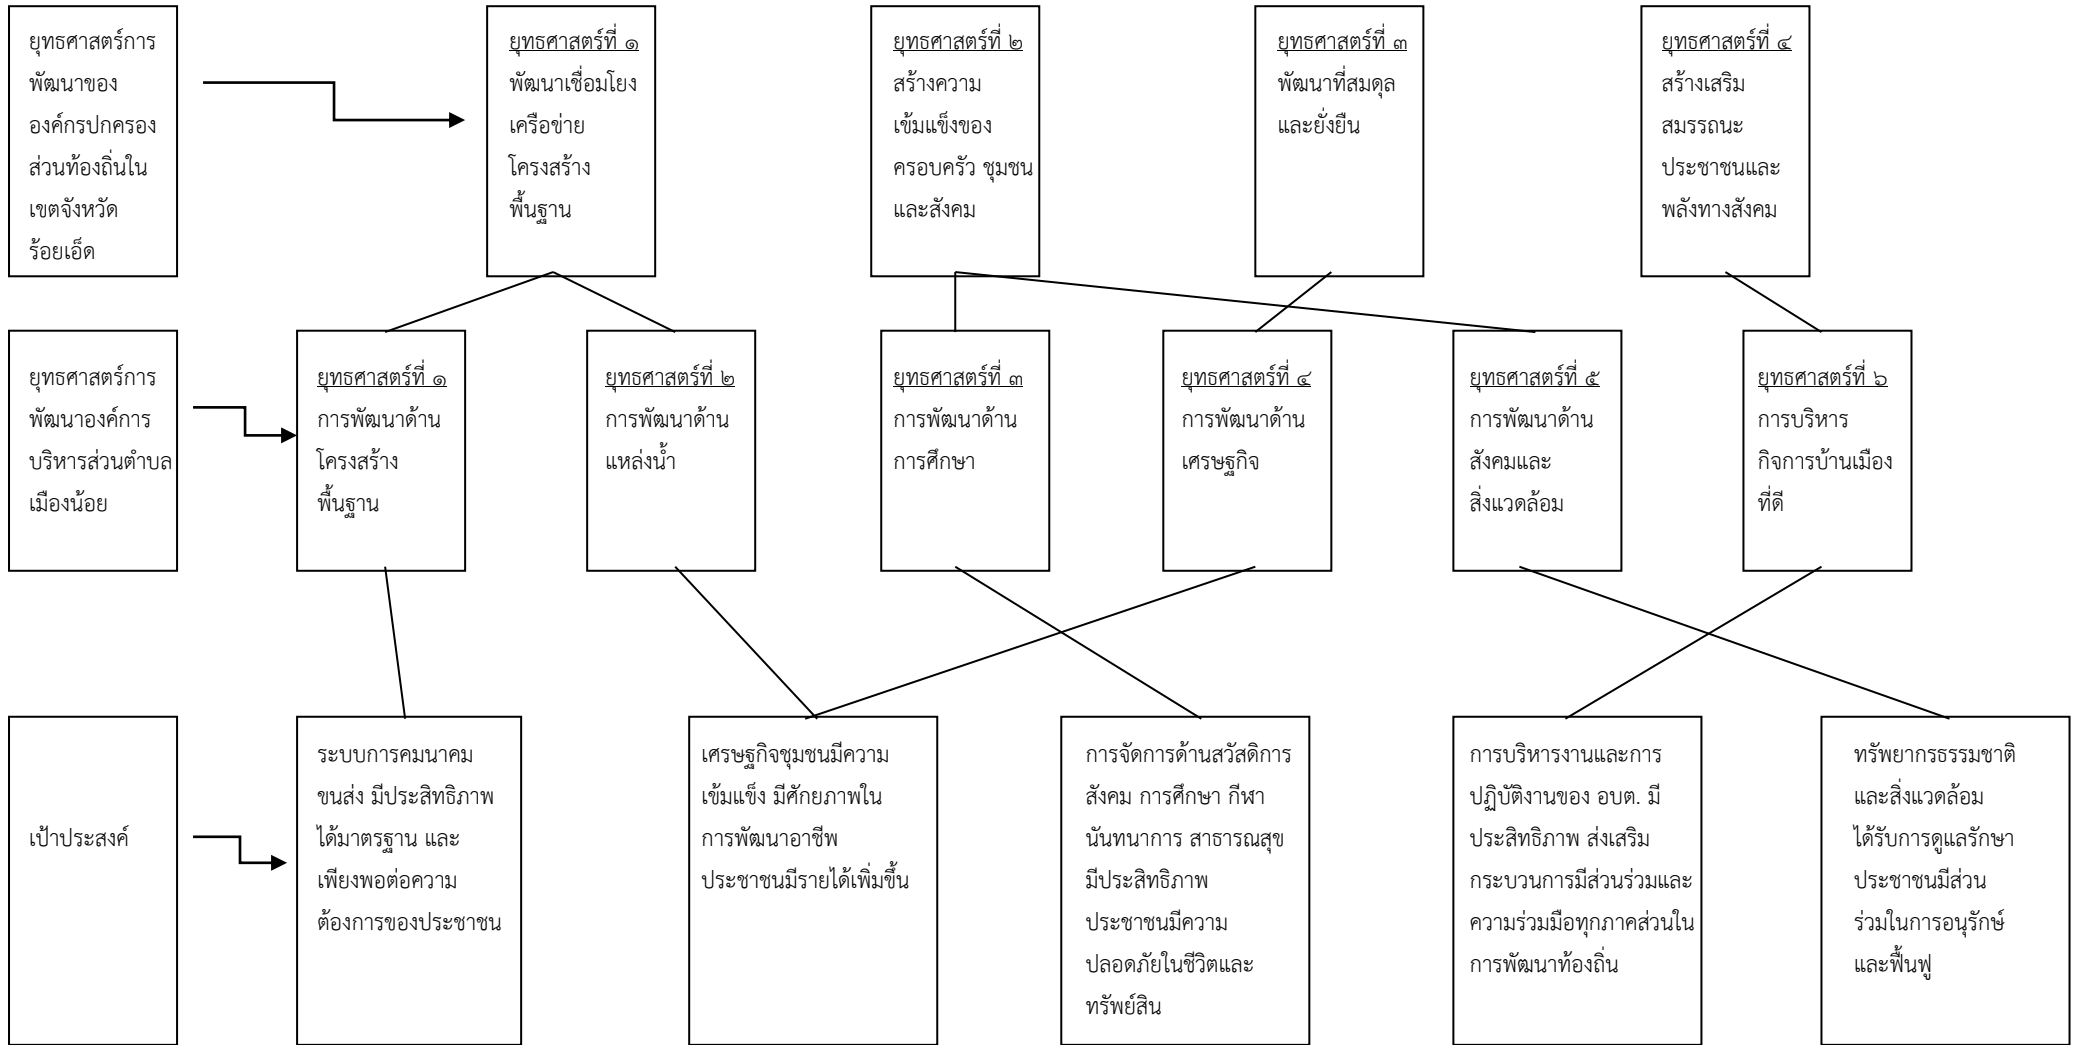 ยุทธศาสตร์การ
พัฒนาของ
องค์กรปกครอง
ส่วนท้องถิ่นใน
เขตจังหวัด
ร้อยเอ็ด
ยุทธศาสตร์ที่ ๑
พัฒนาเชื่อมโยง
เครือข่าย
โครงสร้าง
พื้นฐาน
ยุทธศาสตร์ที่ ๒
สร้างความ
เข้มแข็งของ
ครอบครัว ชุมชน
และสังคม
ยุทธศาสตร์ที่ ๓
พัฒนาที่สมดุล
และยั่งยืน
ยุทธศาสตร์ที่ ๔
สร้างเสริม
สมรรถนะ
ประชาชนและ
พลังทางสังคม
ยุทธศาสตร์การ
พัฒนาองค์การ
บริหารส่วนตำบล
เมืองน้อย
ยุทธศาสตร์ที่ ๑
การพัฒนาด้าน
โครงสร้าง
พื้นฐาน
ยุทธศาสตร์ที่ ๒
การพัฒนาด้าน
แหล่งน้ำ
ยุทธศาสตร์ที่ ๓
การพัฒนาด้าน
การศึกษา
ยุทธศาสตร์ที่ ๔
การพัฒนาด้าน
เศรษฐกิจ
ยุทธศาสตร์ที่ ๕
การพัฒนาด้าน
สังคมและ
สิ่งแวดล้อม
ยุทธศาสตร์ที่ ๖
การบริหาร
กิจการบ้านเมือง
ที่ดี
เป้าประสงค์
ระบบการคมนาคม
ขนส่ง มีประสิทธิภาพ
ได้มาตรฐาน และ
เพียงพอต่อความ
ต้องการของประชาชน
เศรษฐกิจชุมชนมีความ
เข้มแข็ง มีศักยภาพใน
การพัฒนาอาชีพ
ประชาชนมีรายได้เพิ่มขึ้น
การจัดการด้านสวัสดิการ
สังคม การศึกษา กีฬา
นันทนาการ สาธารณสุข
มีประสิทธิภาพ
ประชาชนมีความ
ปลอดภัยในชีวิตและ
ทรัพย์สิน
การบริหารงานและการ
ปฏิบัติงานของ อบต. มี
ประสิทธิภาพ ส่งเสริม
กระบวนการมีส่วนร่วมและ
ความร่วมมือทุกภาคส่วนใน
การพัฒนาท้องถิ่น
ทรัพยากรธรรมชาติ
และสิ่งแวดล้อม
ได้รับการดูแลรักษา
ประชาชนมีส่วน
ร่วมในการอนุรักษ์
และฟื้นฟู